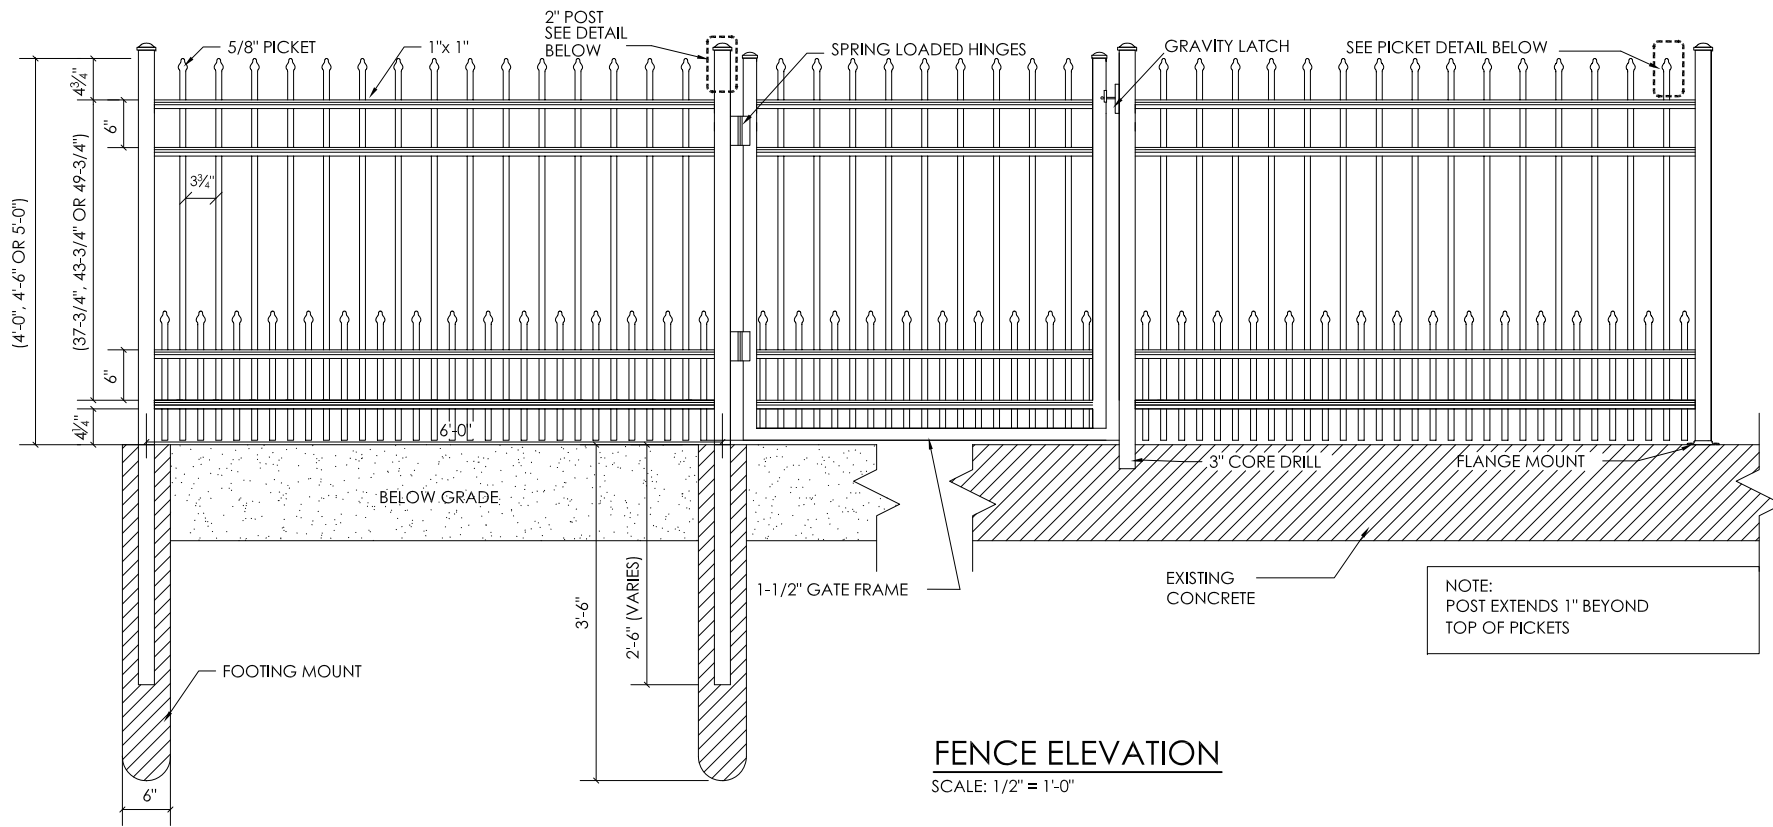 2" POST
SEE DETAIL
BELOW
5/8" PICKET
1"x 1"
SPRING LOADED HINGES
GRAVITY LATCH
SEE PICKET DETAIL BELOW
4¾"
6"
3¾"
(4'-0", 4'-6" OR 5'-0")
(37-3/4", 43-3/4" OR 49-3/4")
6"
4¼"
6'-0"
3" CORE DRILL
FLANGE MOUNT
BELOW GRADE
1-1/2" GATE FRAME
EXISTING
CONCRETE
3'-6"
2'-6" (VARIES)
NOTE:
POST EXTENDS 1" BEYOND
TOP OF PICKETS
FOOTING MOUNT
6"
FENCE ELEVATION
SCALE: 1/2" = 1'-0"